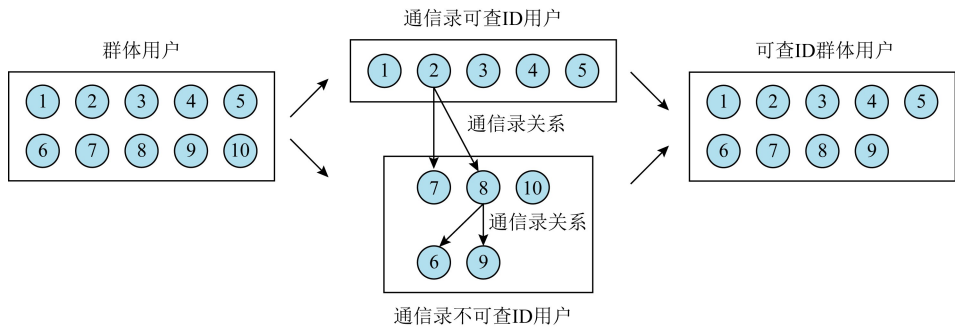 通信录可查ID用户
群体用户
可查ID群体用户
1 2 3 4 5
1 2 3 4 5
1 2 3 4 5
通信录关系
6 7 8 9 10
6 7 8 9
7 8 10
通信录关系
6 9
通信录不可查ID用户